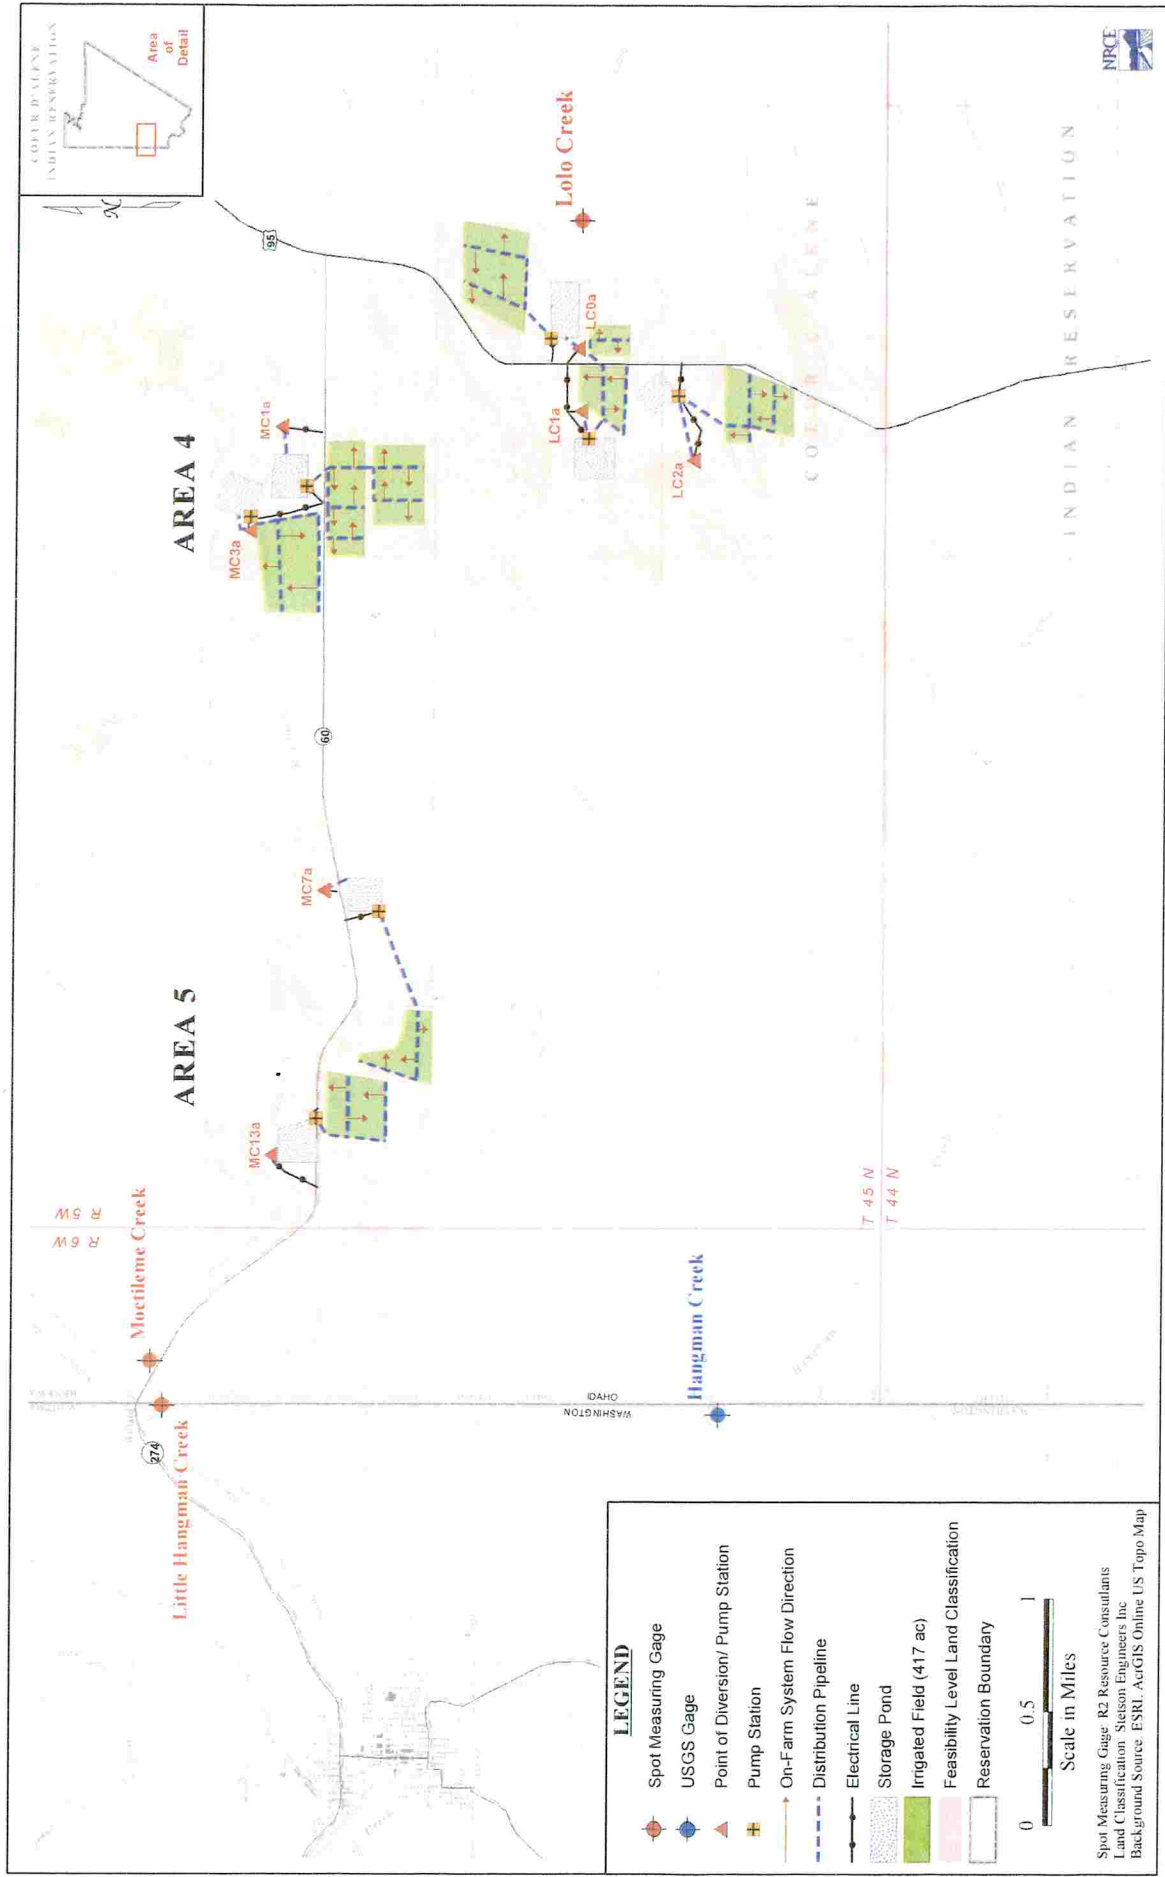 COEUR D'ALENE
INDIAN RESERVATION
Area
of
Detail
N
NRCE
95
AREA 4
MC1a
MC3a
Lolo Creek
LC0a
LC1a
LC2a
COEUR D'ALENE
INDIAN RESERVATION
60
AREA 5
MC7a
MC13a
R 5W
R 6W
T 45 N
T 44 N
Moctileme Creek
Little Hangman Creek
274
Hangman Creek
IDAHO
WASHINGTON
LEGEND
Spot Measuring Gage
USGS Gage
Point of Diversion/ Pump Station
Pump Station
On-Farm System Flow Direction
Distribution Pipeline
Electrical Line
Storage Pond
Irrigated Field (417 ac)
Feasibility Level Land Classification
Reservation Boundary
0 0.5 1
Scale in Miles
Spot Measuring Gage: R2 Resource Consultants
Land Classification: Stetson Engineers Inc
Background Source: ESRI, ArcGIS Online US Topo Map